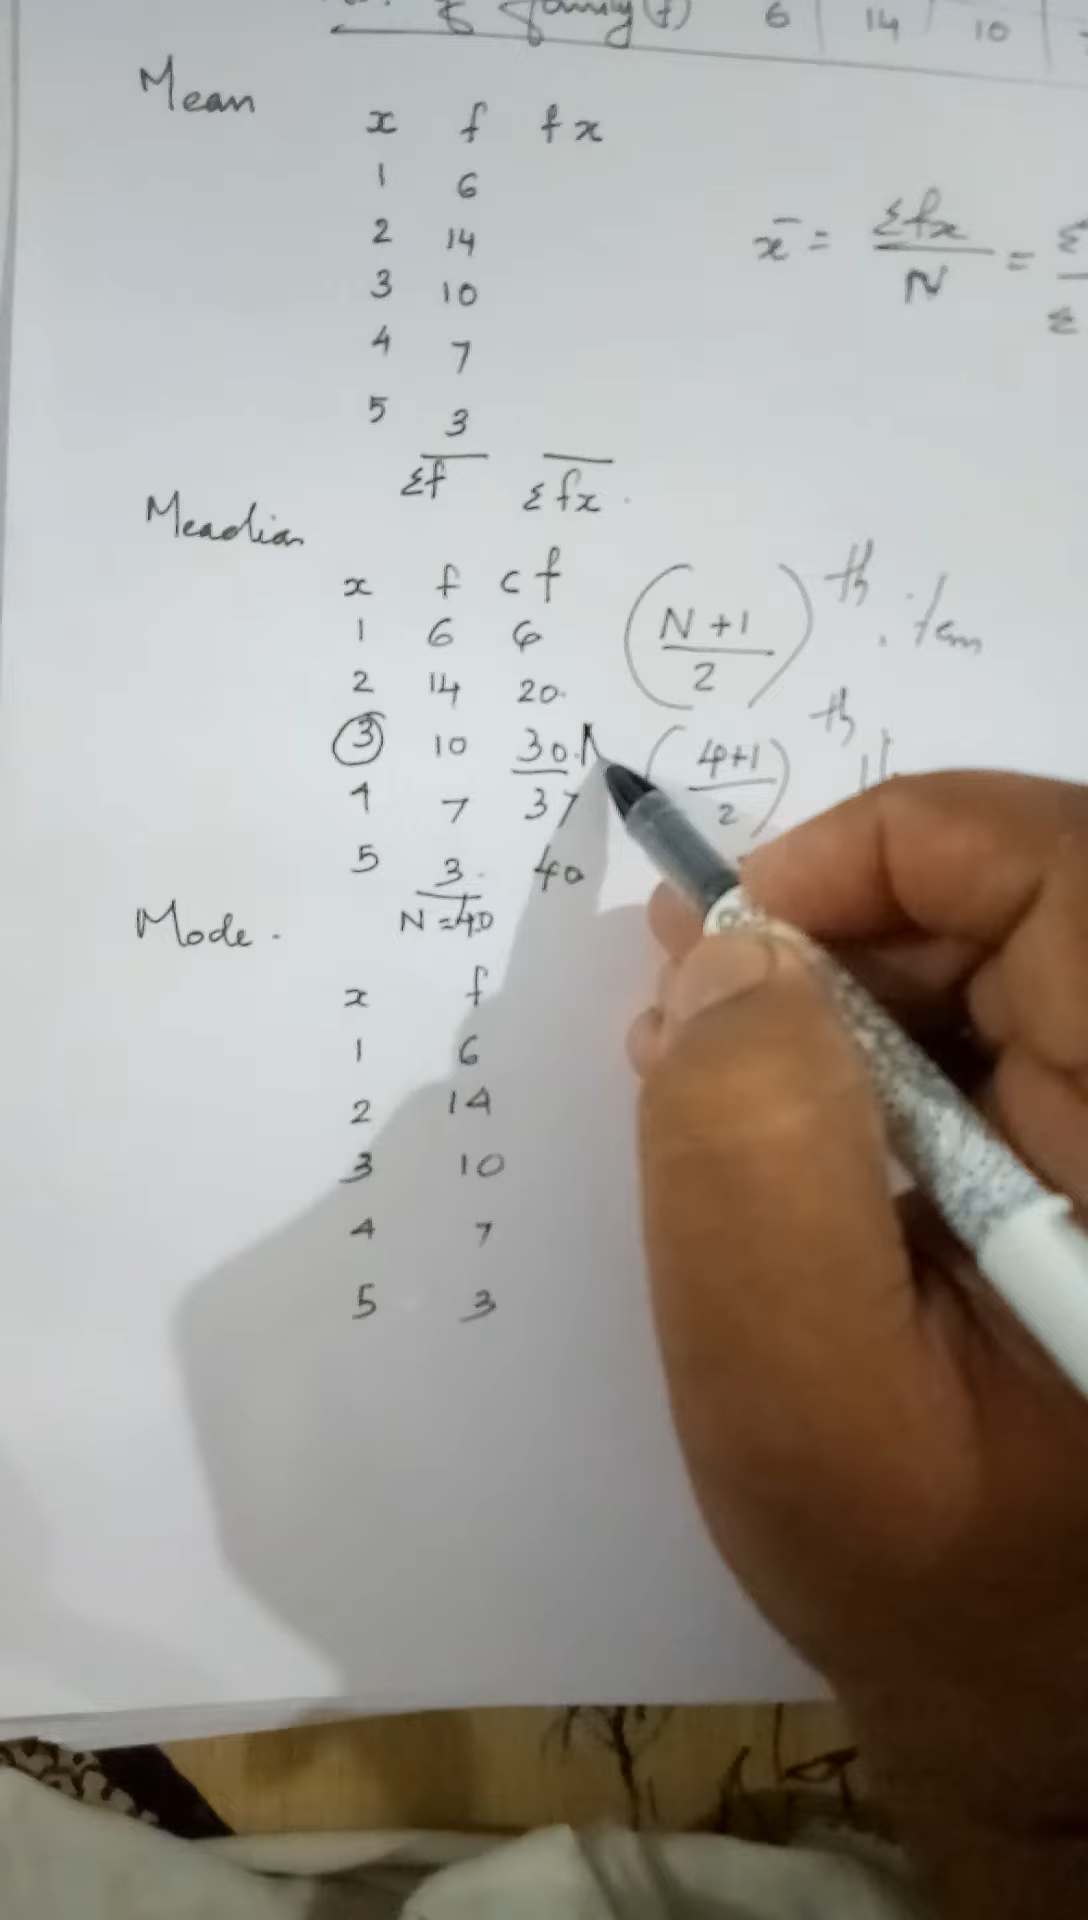 family (f) 6 14 10
Mean
x f fx
1 6
2 14
3 10
4 7
5 3
Σf Σfx
x̄ = Σfx/N = Σ/Σ
Meadian
x f cf
1 6 6
2 14 20
3 10 30
4 7 37
5 3 40
N = 40
((N+1)/2)th
((40+1)/2)th
Mode.
x f
1 6
2 14
3 10
4 7
5 3